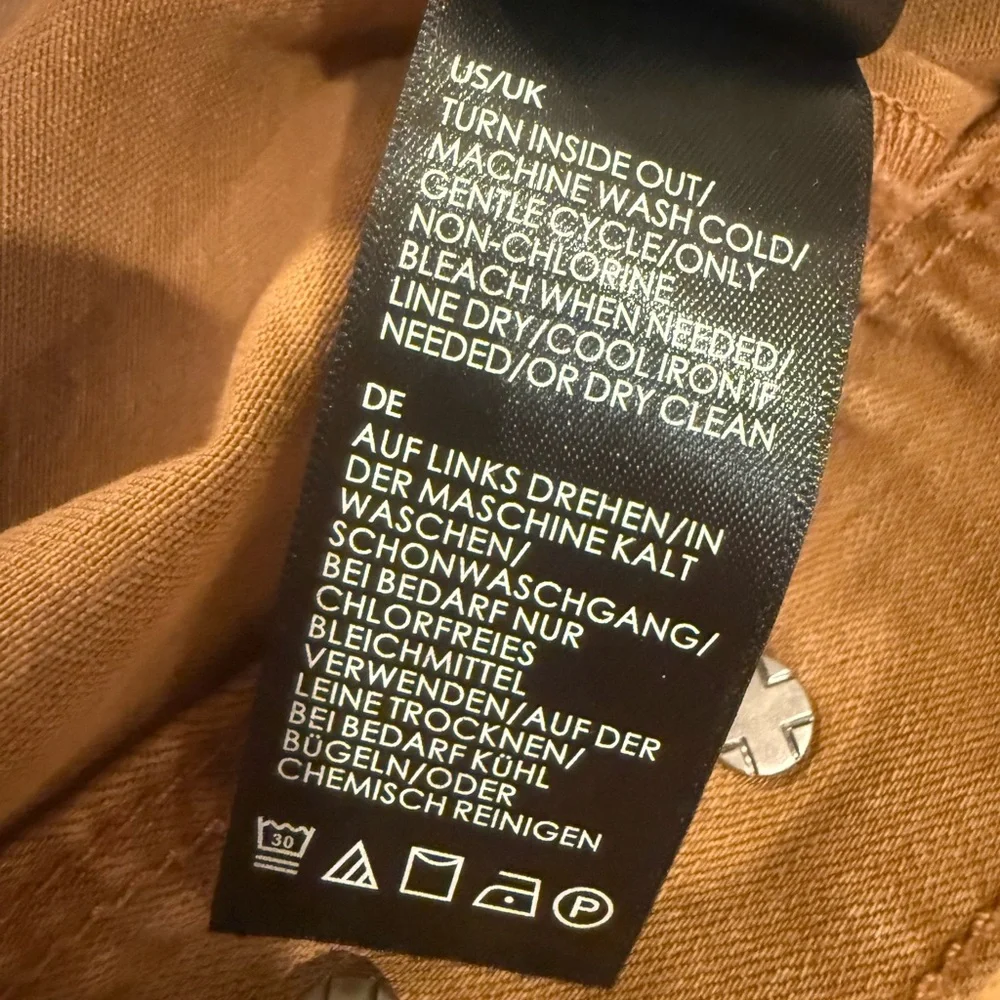 US/UK
TURN INSIDE OUT/
MACHINE WASH COLD/
GENTLE CYCLE/ONLY
NON-CHLORINE
BLEACH WHEN NEEDED/
LINE DRY/COOL IRON IF
NEEDED/OR DRY CLEAN
DE
AUF LINKS DREHEN/IN
DER MASCHINE KALT
WASCHEN/
SCHONWASCHGANG/
BEI BEDARF NUR
CHLORFREIES
BLEICHMITTEL
VERWENDEN/AUF DER
LEINE TROCKNEN/
BEI BEDARF KÜHL
BÜGELN/ODER
CHEMISCH REINIGEN
30 P